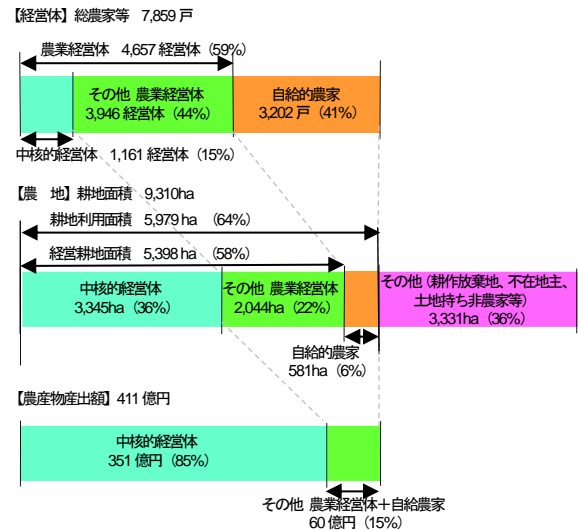 【経営体】総農家等 7,859 戸
農業経営体 4,657 経営体（59%）
その他 農業経営体
3,946 経営体（44%）
自給的農家
3,202 戸（41%）
中核的経営体 1,161 経営体（15%）
【農 地】耕地面積 9,310ha
耕地利用面積 5,979 ha （64%）
経営耕地面積 5,398 ha （58%）
中核的経営体
3,345ha（36%）
その他 農業経営体
2,044ha（22%）
その他（耕作放棄地、不在地主、
土地持ち非農家等）
3,331ha（36%）
自給的農家
581ha（6%）
【農産物産出額】411 億円
中核的経営体
351 億円（85%）
その他 農業経営体＋自給農家
60 億円（15%）